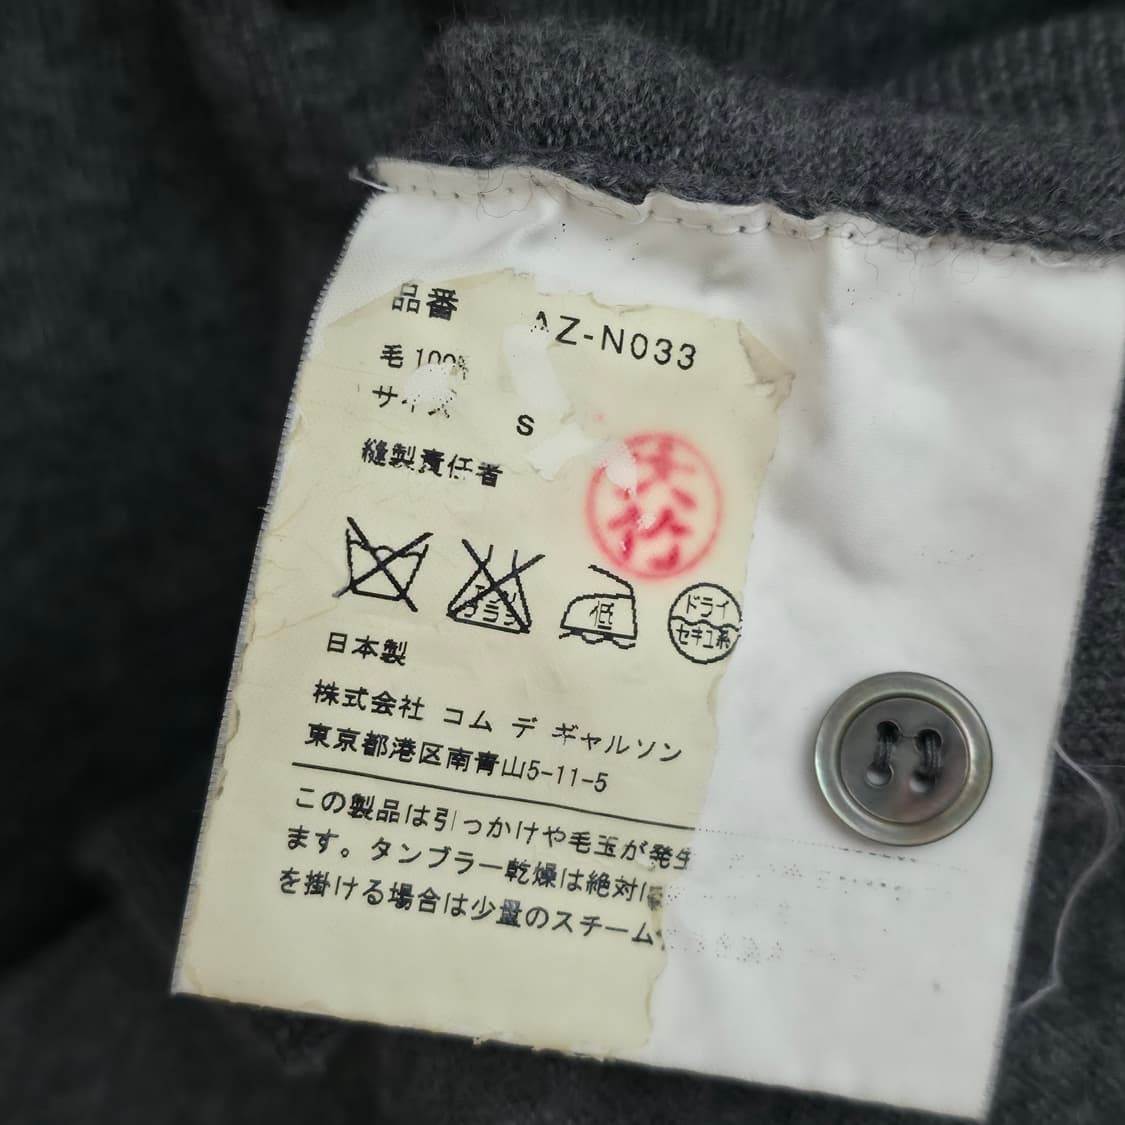 品番 AZ-N033
毛 100%
サイズ S
縫製責任者
ドライ
セキユ系
低
日本製
株式会社 コム デ ギャルソン
東京都港区南青山5-11-5
この製品は引っかけや毛玉が発生
ます。タンブラー乾燥は絶対に
を掛ける場合は少量のスチーム